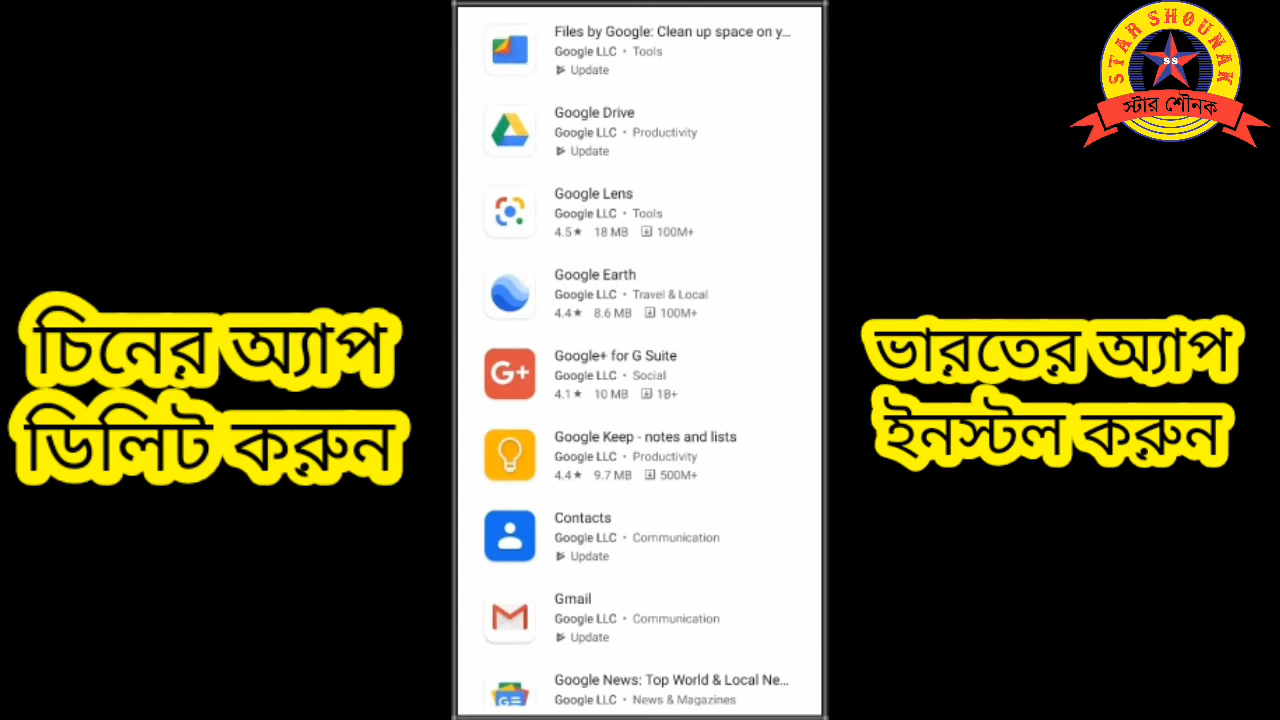 চিনের অ্যাপ
ডিলিট করুন
Files by Google: Clean up space on y...
Google LLC • Tools
Update
Google Drive
Google LLC • Productivity
Update
Google Lens
Google LLC • Tools
4.5★ 18 MB 100M+
Google Earth
Google LLC • Travel & Local
4.4★ 8.6 MB 100M+
G+
Google+ for G Suite
Google LLC • Social
4.1★ 10 MB 1B+
Google Keep - notes and lists
Google LLC • Productivity
4.4★ 9.7 MB 500M+
Contacts
Google LLC • Communication
Update
Gmail
Google LLC • Communication
Update
Google News: Top World & Local Ne...
Google LLC • News & Magazines
STAR SHOUNAK
SS
স্টার শৌনক
ভারতের অ্যাপ
ইনস্টল করুন